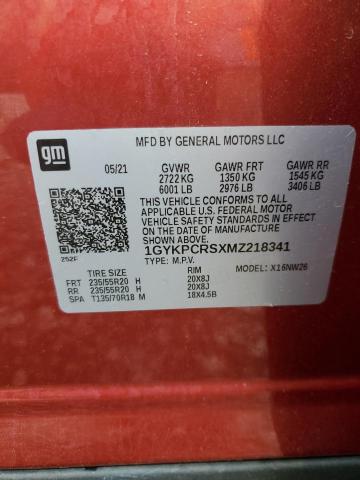 gm
MFD BY GENERAL MOTORS LLC
05/21 GVWR GAWR FRT GAWR RR
2722 KG 1350 KG 1545 KG
6001 LB 2976 LB 3406 LB
THIS VEHICLE CONFORMS TO ALL
APPLICABLE U.S. FEDERAL MOTOR
VEHICLE SAFETY STANDARDS IN EFFECT
ON THE DATE OF MANUFACTURE
SHOWN ABOVE.
1GYKPCRSXMZ218341
252F TYPE: M.P.V.
TIRE SIZE RIM MODEL: X16NW26
FRT 235/55R20 H 20X8J
RR 235/55R20 H 20X8J
SPA T135/70R18 M 18X4.5B